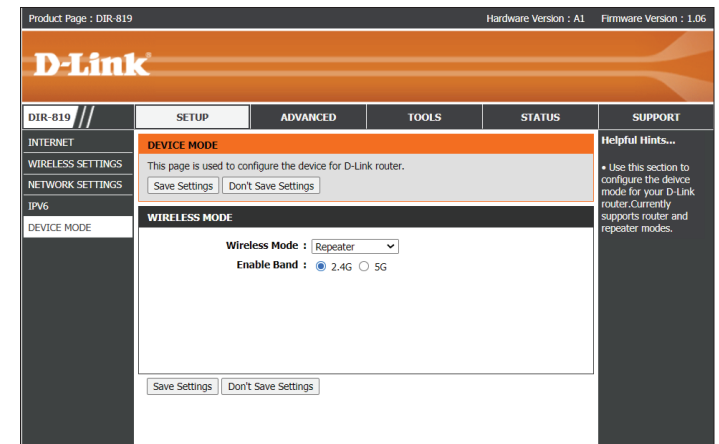 Product Page : DIR-819 Hardware Version : A1 Firmware Version : 1.06
D-Link
DIR-819 SETUP ADVANCED TOOLS STATUS SUPPORT
INTERNET
WIRELESS SETTINGS
NETWORK SETTINGS
IPV6
DEVICE MODE
DEVICE MODE
This page is used to configure the device for D-Link router.
Save Settings Don't Save Settings
WIRELESS MODE
Wireless Mode : Repeater
Enable Band : 2.4G 5G
Save Settings Don't Save Settings
Helpful Hints...
• Use this section to
configure the deivce
mode for your D-Link
router.Currently
supports router and
repeater modes.